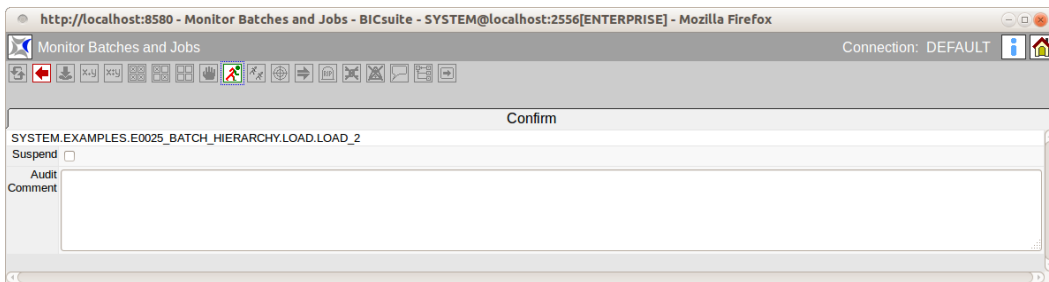 http://localhost:8580 - Monitor Batches and Jobs - BICsuite - SYSTEM@localhost:2556[ENTERPRISE] - Mozilla Firefox
Monitor Batches and Jobs Connection: DEFAULT
x.y x:y RIP
Confirm
SYSTEM.EXAMPLES.E0025_BATCH_HIERARCHY.LOAD.LOAD_2
Suspend
Audit
Comment